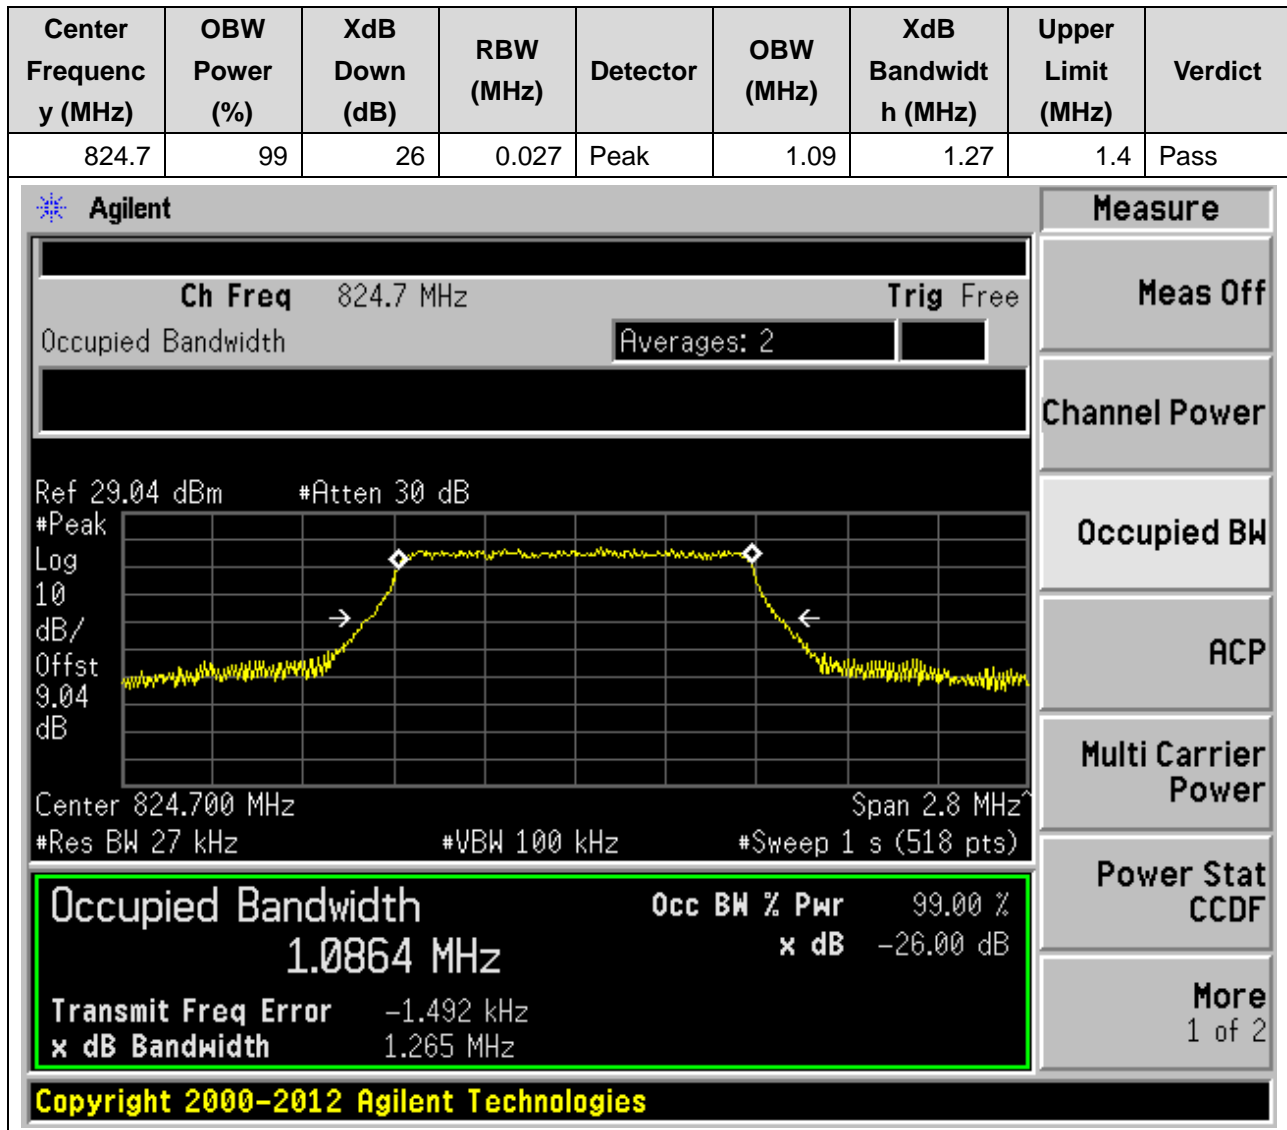 Center Frequenc y (MHz) OBW Power (%) XdB Down (dB) RBW (MHz) Detector OBW (MHz) XdB Bandwidt h (MHz) Upper Limit (MHz) Verdict
824.7 99 26 0.027 Peak 1.09 1.27 1.4 Pass
Agilent
Measure
Ch Freq 824.7 MHz Trig Free
Meas Off
Occupied Bandwidth Averages: 2
Channel Power
Ref 29.04 dBm #Atten 30 dB
#Peak
Log
10
dB/
Offst
9.04
dB
Occupied BW
ACP
Multi Carrier
Power
Center 824.700 MHz Span 2.8 MHz^
#Res BW 27 kHz #VBW 100 kHz #Sweep 1 s (518 pts)
Power Stat
CCDF
Occupied Bandwidth Occ BW % Pwr 99.00 %
1.0864 MHz x dB -26.00 dB
More
1 of 2
Transmit Freq Error -1.492 kHz
x dB Bandwidth 1.265 MHz
Copyright 2000-2012 Agilent Technologies